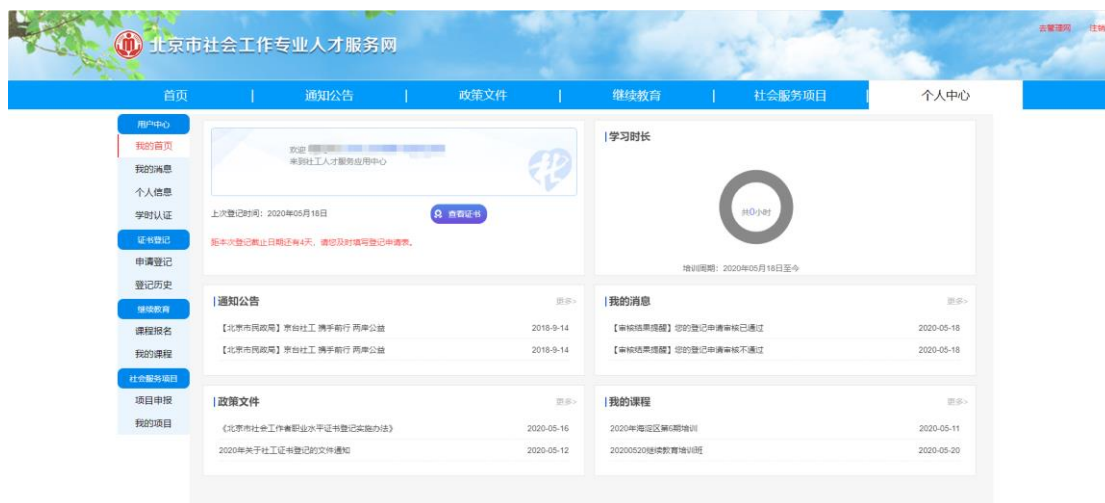 北京市社会工作专业人才服务网
去管理网 注销
首页 | 通知公告 | 政策文件 | 继续教育 | 社会服务项目 | 个人中心
用户中心
我的首页
我的消息
个人信息
学时认证
证书登记
申请登记
登记历史
继续教育
课程报名
我的课程
社会服务项目
项目申报
我的项目
欢迎
来到社工人才服务应用中心
上次登记时间：2020年05月18日
查看证书
距本次登记截止日期还有4天，请您及时填写登记申请表。
学习时长
共0小时
培训周期：2020年05月18日至今
通知公告 更多>
【北京市民政局】京台社工 携手前行 两岸公益 2018-9-14
【北京市民政局】京台社工 携手前行 两岸公益 2018-9-14
我的消息 更多>
【审核结果提醒】您的登记申请审核已通过 2020-05-18
【审核结果提醒】您的登记申请审核不通过 2020-05-18
政策文件 更多>
《北京市社会工作者职业水平证书登记实施办法》 2020-05-16
2020年关于社工证书登记的文件通知 2020-05-12
我的课程 更多>
2020年海淀区第6期培训 2020-05-11
20200520继续教育培训班 2020-05-20